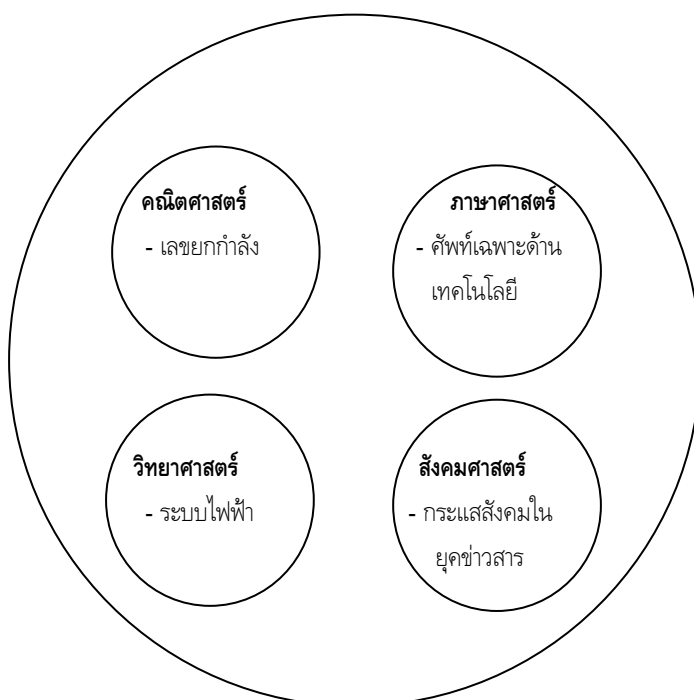 คณิตศาสตร์
- เลขยกกำลัง
ภาษาศาสตร์
- ศัพท์เฉพาะด้าน
เทคโนโลยี
วิทยาศาสตร์
- ระบบไฟฟ้า
สังคมศาสตร์
- กระแสสังคมใน
ยุคข่าวสาร